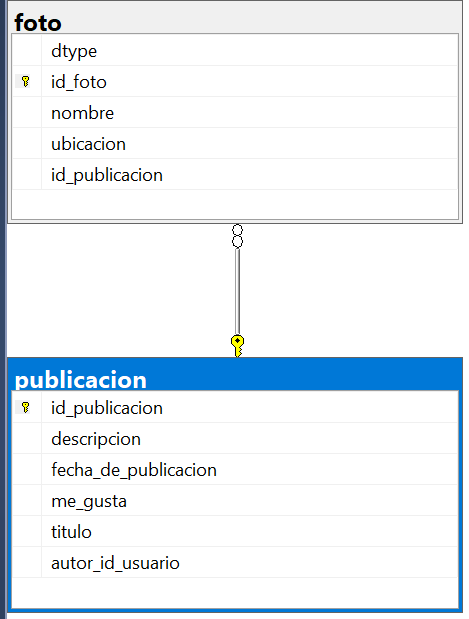 foto
dtype
id_foto
nombre
ubicacion
id_publicacion
publicacion
id_publicacion
descripcion
fecha_de_publicacion
me_gusta
titulo
autor_id_usuario